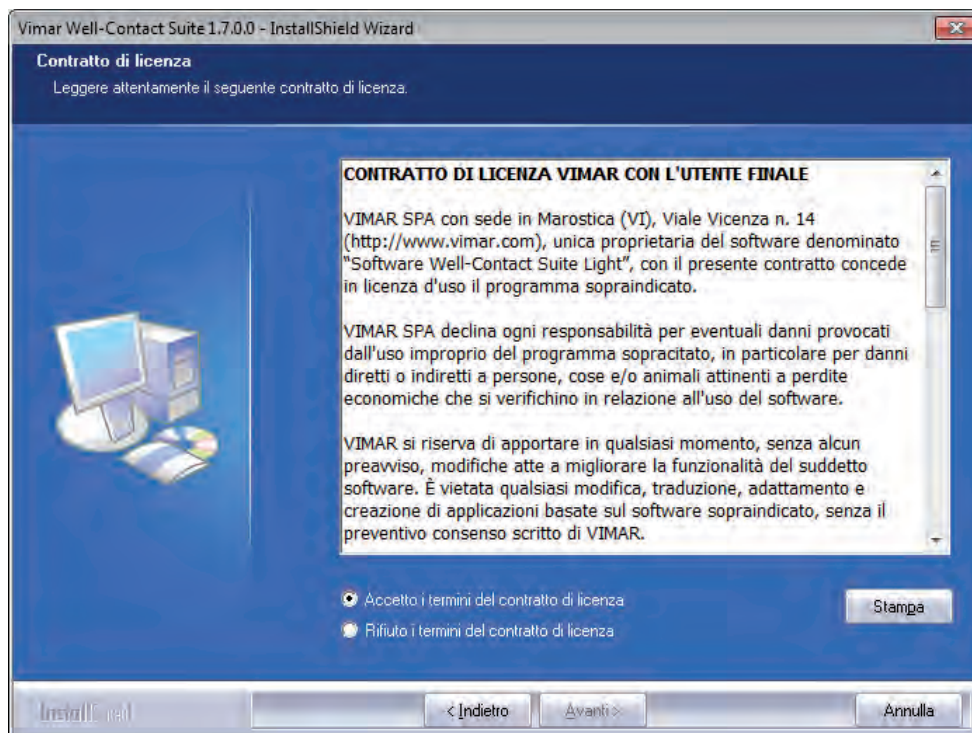 Vimar Well-Contact Suite 1.7.0.0 - InstallShield Wizard
Contratto di licenza
Leggere attentamente il seguente contratto di licenza.
CONTRATTO DI LICENZA VIMAR CON L'UTENTE FINALE
VIMAR SPA con sede in Marostica (VI), Viale Vicenza n. 14
(http://www.vimar.com), unica proprietaria del software denominato
“Software Well-Contact Suite Light”, con il presente contratto concede
in licenza d'uso il programma sopraindicato.
VIMAR SPA declina ogni responsabilità per eventuali danni provocati
dall'uso improprio del programma sopracitato, in particolare per danni
diretti o indiretti a persone, cose e/o animali attinenti a perdite
economiche che si verifichino in relazione all'uso del software.
VIMAR si riserva di apportare in qualsiasi momento, senza alcun
preavviso, modifiche atte a migliorare la funzionalità del suddetto
software. È vietata qualsiasi modifica, traduzione, adattamento e
creazione di applicazioni basate sul software sopraindicato, senza il
preventivo consenso scritto di VIMAR.
Accetto i termini del contratto di licenza
Rifiuto i termini del contratto di licenza
Stampa
< Indietro
Avanti >
Annulla